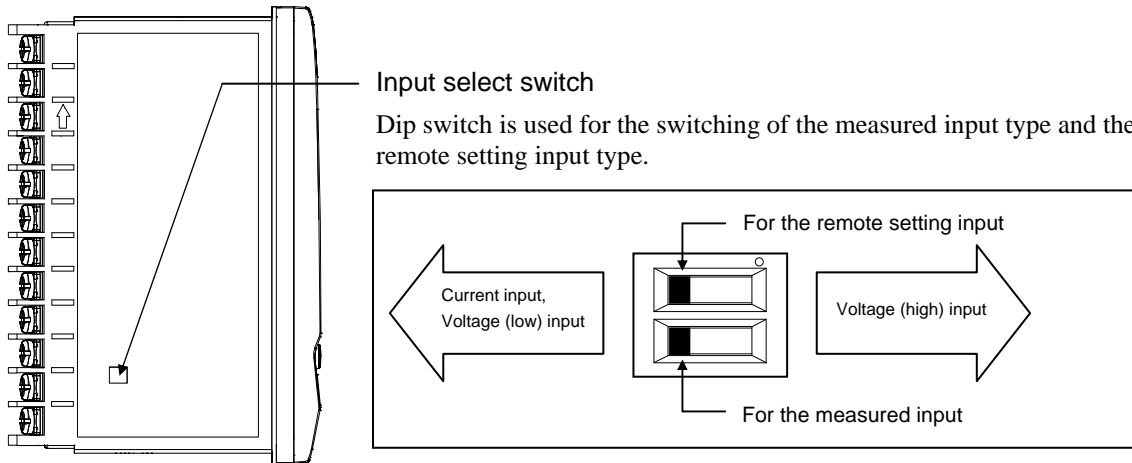 Input select switch
Dip switch is used for the switching of the measured input type and the
remote setting input type.
For the remote setting input
Current input,
Voltage (low) input
Voltage (high) input
For the measured input